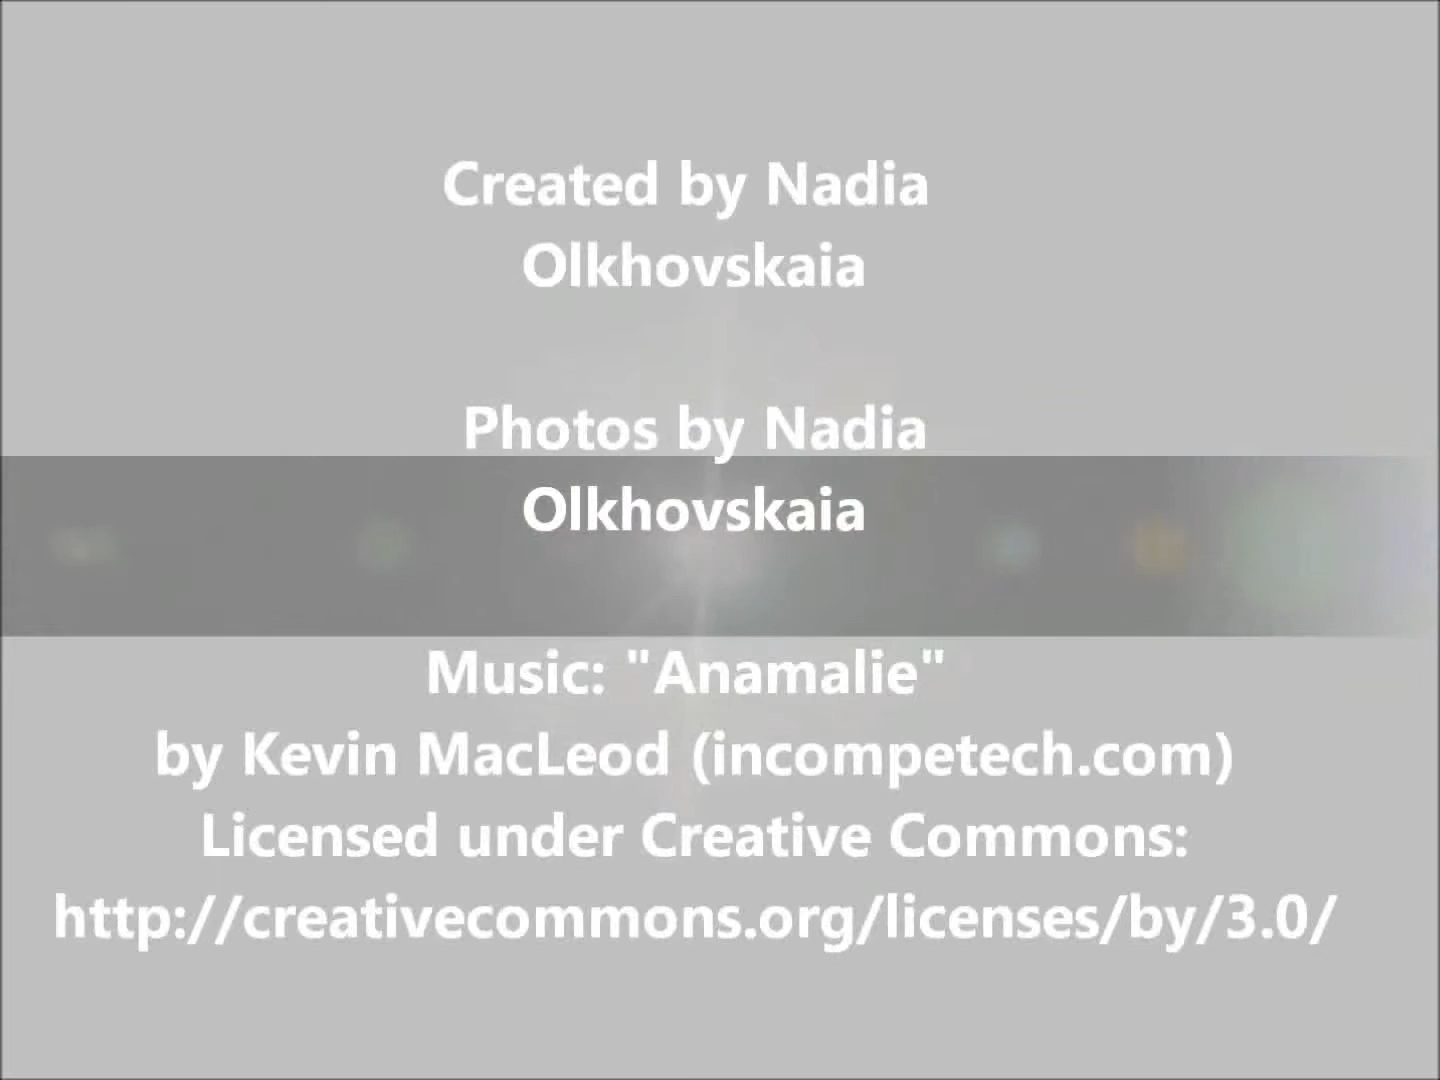 Created by Nadia
Olkhovskaia
Photos by Nadia
Olkhovskaia
Music: "Anamalie"
by Kevin MacLeod (incompetech.com)
Licensed under Creative Commons:
http://creativecommons.org/licenses/by/3.0/